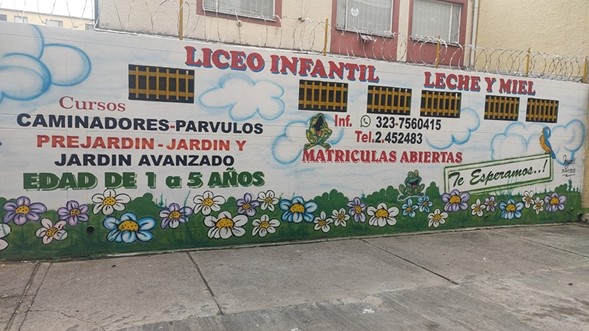 LICEO INFANTIL LECHE Y MIEL
Cursos
CAMINADORES-PARVULOS
PREJARDIN - JARDIN Y
JARDIN AVANZADO
EDAD DE 1 a 5 AÑOS
Inf. 323-7560415
Tel. 2.452483
MATRICULAS ABIERTAS
Te Esperamos..!